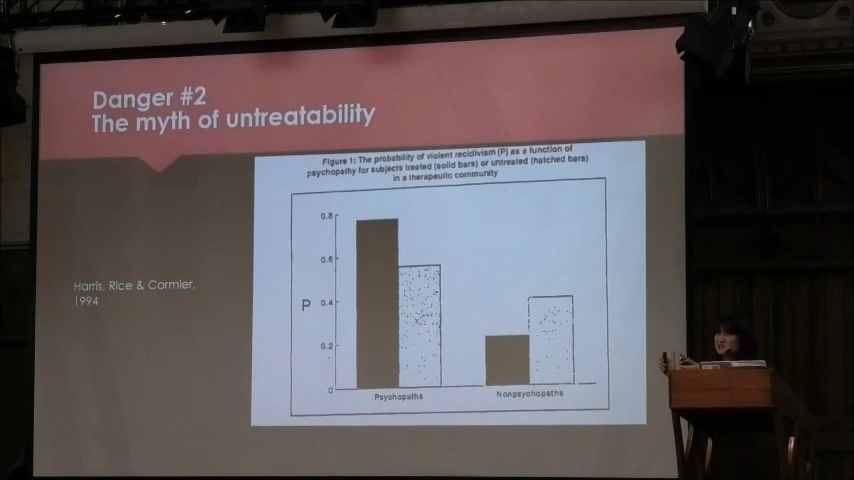 Danger #2
The myth of untreatability
Figure 1: The probability of violent recidivism (P) as a function of
psychopathy for subjects treated (solid bars) or untreated (hatched bars)
in a therapeutic community
Harris, Rice & Cormier,
1994
P
0.8
0.6
0.4
0.2
0
Psychopaths
Nonpsychopaths